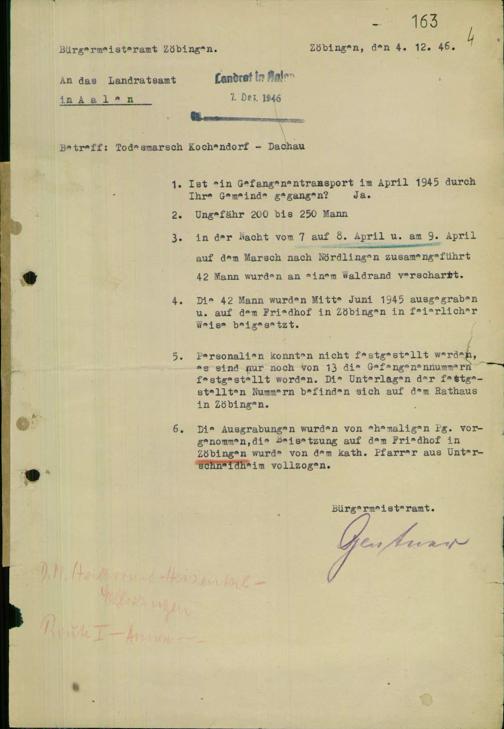 163
4
Bürgermeisteramt Zöbingen. Zöbingen, den 4. 12. 46.
An das Landratsamt
in Aalen
Landrat in Aalen
7. Dez. 1946
Betreff: Todesmarsch Kochendorf - Dachau
1. Ist ein Gefangenentransport im April 1945 durch
Ihre Gemeinde gegangen? Ja.
2. Ungefähr 200 bis 250 Mann
3. in der Nacht vom 7 auf 8. April u. am 9. April
auf dem Marsch nach Nördlingen zusamengeführt
42 Mann wurden an einem Waldrand verscharrt.
4. Die 42 Mann wurden Mitte Juni 1945 ausgegraben
u. auf dem Friedhof in Zöbingen in feierlicher
Weise beigesetzt.
5. Personalien konnten nicht festgestellt werden,
es sind nur noch von 13 die Gefangenennummern
festgestellt worden. Die Unterlagen der festge-
stellten Nummern befinden sich auf dem Rathaus
in Zöbingen.
6. Die Ausgrabungen wurden von ehemaligen Pg. vor-
genommen,die Beisetzung auf dem Friedhof in
Zöbingen wurde von dem kath. Pfarrer aus Unter-
schneidheim vollzogen.
Bürgermeisteramt.
Route I